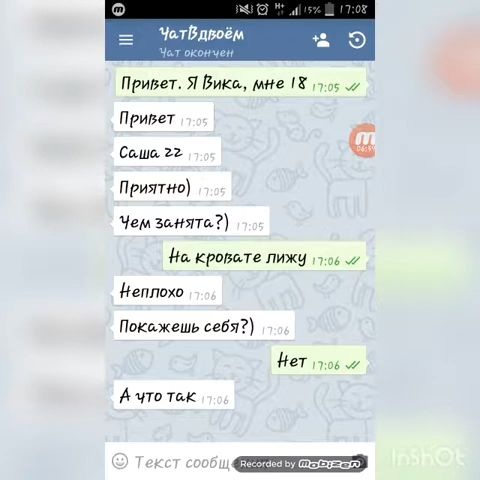 15% 17:08
ЧатВдвоём
Чат окончен
Привет. Я Вика, мне 18 17:05
Привет 17:05
Саша 22 17:05
Приятно) 17:05
Чем занята?) 17:05
На кровате лижу 17:06
Неплохо 17:06
Покажешь себя?) 17:06
Нет 17:06
А что так 17:06
Текст сообщ
Recorded by Mobizen
InShOt